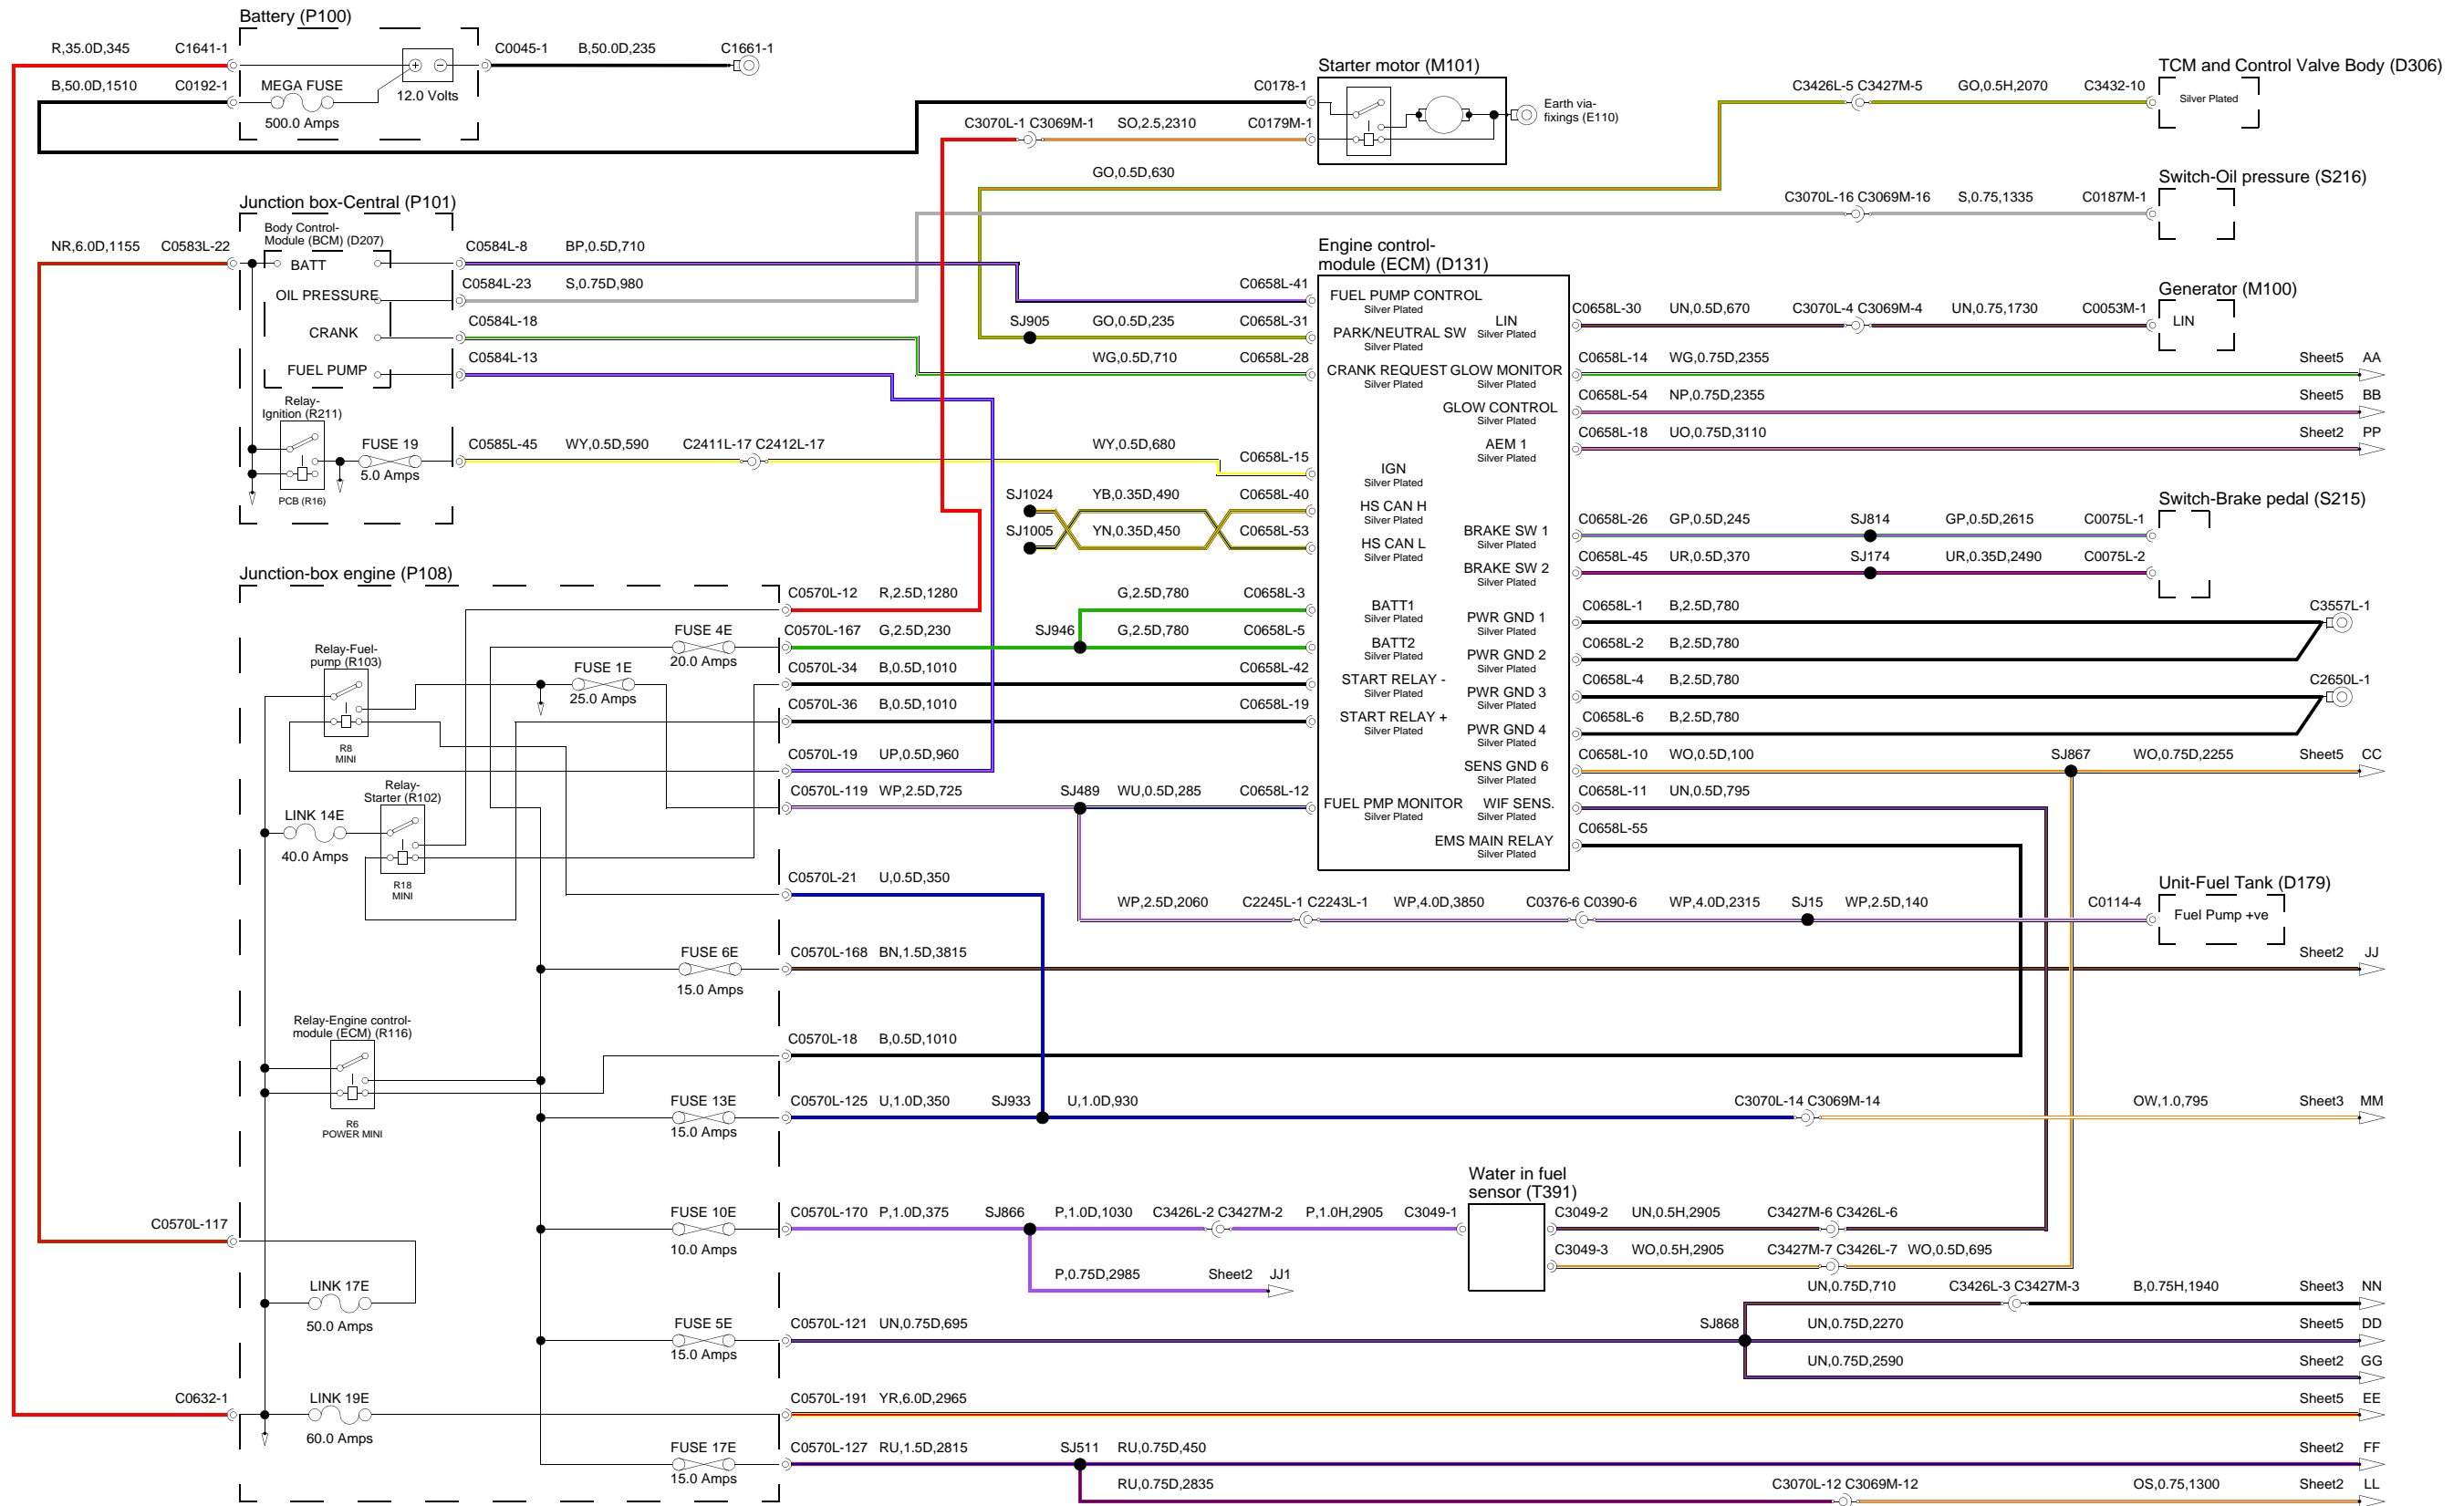 Battery (P100)
R,35.0D,345 C1641-1 C0045-1 B,50.0D,235 C1661-1
B,50.0D,1510 C0192-1 MEGA FUSE 12.0 Volts
500.0 Amps
Starter motor (M101)
C0178-1
C3070L-1 C3069M-1 SO,2.5,2310 C0179M-1
Earth via-
fixings (E110)
GO,0.5D,630
TCM and Control Valve Body (D306)
C3426L-5 C3427M-5 GO,0.5H,2070 C3432-10
Silver Plated
Switch-Oil pressure (S216)
C3070L-16 C3069M-16 S,0.75,1335 C0187M-1
Junction box-Central (P101)
Body Control-
Module (BCM) (D207)
NR,6.0D,1155 C0583L-22 BATT C0584L-8 BP,0.5D,710
OIL PRESSURE C0584L-23 S,0.75D,980
CRANK C0584L-18
FUEL PUMP C0584L-13
Relay-
Ignition (R211)
FUSE 19
5.0 Amps
PCB (R16)
C0585L-45 WY,0.5D,590 C2411L-17 C2412L-17 WY,0.5D,680 C0658L-15
Engine control-
module (ECM) (D131)
C0658L-41
FUEL PUMP CONTROL
Silver Plated
SJ905 GO,0.5D,235 C0658L-31
PARK/NEUTRAL SW
Silver Plated
WG,0.5D,710 C0658L-28
CRANK REQUEST
Silver Plated
IGN
Silver Plated
SJ1024 YB,0.35D,490 C0658L-40
HS CAN H
Silver Plated
SJ1005 YN,0.35D,450 C0658L-53
HS CAN L
Silver Plated
G,2.5D,780 C0658L-3
BATT1
Silver Plated
SJ946 G,2.5D,780 C0658L-5
BATT2
Silver Plated
C0658L-42
START RELAY -
Silver Plated
C0658L-19
START RELAY +
Silver Plated
SJ489 WU,0.5D,285 C0658L-12
FUEL PMP MONITOR
Silver Plated
LIN
Silver Plated
C0658L-30 UN,0.5D,670 C3070L-4 C3069M-4 UN,0.75,1730 C0053M-1
Generator (M100)
LIN
GLOW MONITOR
Silver Plated
C0658L-14 WG,0.75D,2355 Sheet5 AA
GLOW CONTROL
Silver Plated
C0658L-54 NP,0.75D,2355 Sheet5 BB
AEM 1
Silver Plated
C0658L-18 UO,0.75D,3110 Sheet2 PP
Switch-Brake pedal (S215)
BRAKE SW 1
Silver Plated
C0658L-26 GP,0.5D,245 SJ814 GP,0.5D,2615 C0075L-1
BRAKE SW 2
Silver Plated
C0658L-45 UR,0.5D,370 SJ174 UR,0.35D,2490 C0075L-2
PWR GND 1
Silver Plated
C0658L-1 B,2.5D,780 C3557L-1
PWR GND 2
Silver Plated
C0658L-2 B,2.5D,780
PWR GND 3
Silver Plated
C0658L-4 B,2.5D,780 C2650L-1
PWR GND 4
Silver Plated
C0658L-6 B,2.5D,780
SENS GND 6
Silver Plated
C0658L-10 WO,0.5D,100 SJ867 WO,0.75D,2255 Sheet5 CC
WIF SENS.
Silver Plated
C0658L-11 UN,0.5D,795
EMS MAIN RELAY
Silver Plated
C0658L-55
Junction-box engine (P108)
C0570L-12 R,2.5D,1280
FUSE 4E
20.0 Amps
C0570L-167 G,2.5D,230
Relay-Fuel-
pump (R103)
FUSE 1E
25.0 Amps
C0570L-34 B,0.5D,1010
C0570L-36 B,0.5D,1010
R8
MINI
C0570L-19 UP,0.5D,960
Relay-
Starter (R102)
C0570L-119 WP,2.5D,725
LINK 14E
40.0 Amps
R18
MINI
C0570L-21 U,0.5D,350
Unit-Fuel Tank (D179)
WP,2.5D,2060 C2245L-1 C2243L-1 WP,4.0D,3850 C0376-6 C0390-6 WP,4.0D,2315 SJ15 WP,2.5D,140 C0114-4
Fuel Pump +ve
FUSE 6E
15.0 Amps
C0570L-168 BN,1.5D,3815 Sheet2 JJ
Relay-Engine control-
module (ECM) (R116)
C0570L-18 B,0.5D,1010
R6
POWER MINI
FUSE 13E
15.0 Amps
C0570L-125 U,1.0D,350 SJ933 U,1.0D,930 C3070L-14 C3069M-14 OW,1.0,795 Sheet3 MM
Water in fuel
sensor (T391)
C0570L-117
FUSE 10E
10.0 Amps
C0570L-170 P,1.0D,375 SJ866 P,1.0D,1030 C3426L-2 C3427M-2 P,1.0H,2905 C3049-1
C3049-2 UN,0.5H,2905 C3427M-6 C3426L-6
C3049-3 WO,0.5H,2905 C3427M-7 C3426L-7 WO,0.5D,695
P,0.75D,2985 Sheet2 JJ1
LINK 17E
50.0 Amps
UN,0.75D,710 C3426L-3 C3427M-3 B,0.75H,1940 Sheet3 NN
FUSE 5E
15.0 Amps
C0570L-121 UN,0.75D,695 SJ868 UN,0.75D,2270 Sheet5 DD
UN,0.75D,2590 Sheet2 GG
C0632-1 LINK 19E
60.0 Amps
C0570L-191 YR,6.0D,2965 Sheet5 EE
FUSE 17E
15.0 Amps
C0570L-127 RU,1.5D,2815 SJ511 RU,0.75D,450 Sheet2 FF
RU,0.75D,2835 C3070L-12 C3069M-12 OS,0.75,1300 Sheet2 LL